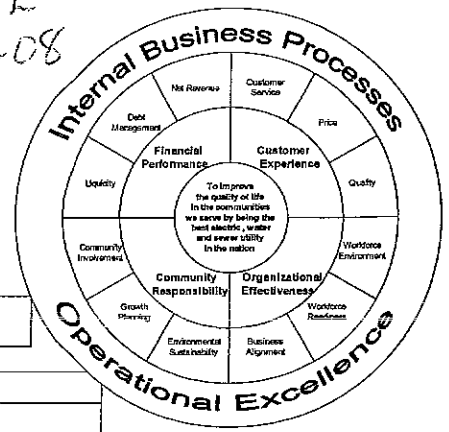 -08
Internal Business Processes
Net Revenue
Customer
Service
Debt
Management
Price
Financial
Performance
Customer
Experience
Liquidity
Quality
To improve
the quality of life
in the communities
we serve by being the
best electric, water
and sewer utility
in the nation
Community
Involvement
Workforce
Environment
Community
Responsibility
Organizational
Effectiveness
Growth
Planning
Workforce
Readiness
Environmental
Sustainability
Business
Alignment
Operational Excellence